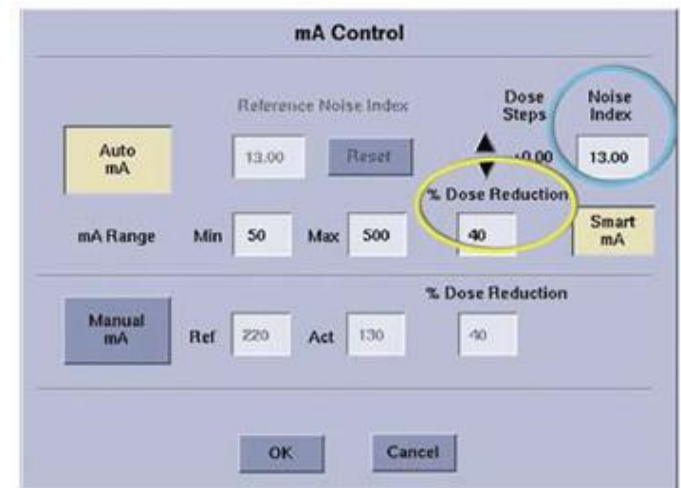 mA Control
Reference Noise Index
Dose Steps
Noise Index
Auto mA
13.00
Reset
+0.00
13.00
% Dose Reduction
mA Range Min 50 Max 500
40
Smart mA
% Dose Reduction
Manual mA
Ref 220 Act 130
40
OK Cancel